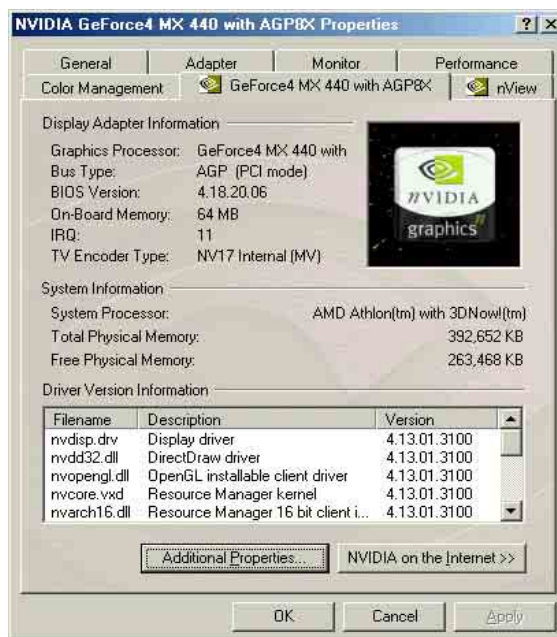 NVIDIA GeForce4 MX 440 with AGP8X Properties
General Adapter Monitor Performance
Color Management GeForce4 MX 440 with AGP8X nView
Display Adapter Information
Graphics Processor: GeForce4 MX 440 with
Bus Type: AGP (PCI mode)
BIOS Version: 4.18.20.06
On-Board Memory: 64 MB
IRQ: 11
TV Encoder Type: NV17 Internal (MV)
nVIDIA
graphics
System Information
System Processor: AMD Athlon(tm) with 3DNow!(tm)
Total Physical Memory: 392,652 KB
Free Physical Memory: 263,468 KB
Driver Version Information
Filename Description Version
nvdisp.drv Display driver 4.13.01.3100
nvdd32.dll DirectDraw driver 4.13.01.3100
nvopengl.dll OpenGL installable client driver 4.13.01.3100
nvcore.vxd Resource Manager kernel 4.13.01.3100
nvarch16.dll Resource Manager 16 bit client i... 4.13.01.3100
Additional Properties... NVIDIA on the Internet >>
OK Cancel Apply